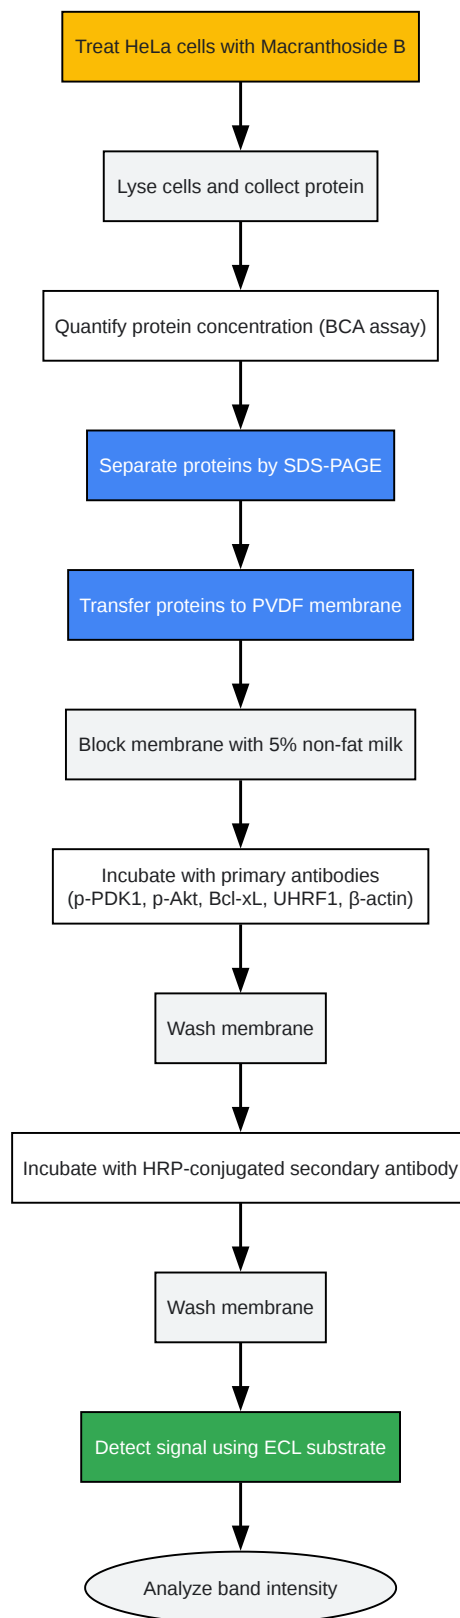 Treat HeLa cells with Macranthoside B
Lyse cells and collect protein
Quantify protein concentration (BCA assay)
Separate proteins by SDS-PAGE
Transfer proteins to PVDF membrane
Block membrane with 5% non-fat milk
Incubate with primary antibodies
(p-PDK1, p-Akt, Bcl-xL, UHRF1, β-actin)
Wash membrane
Incubate with HRP-conjugated secondary antibody
Wash membrane
Detect signal using ECL substrate
Analyze band intensity